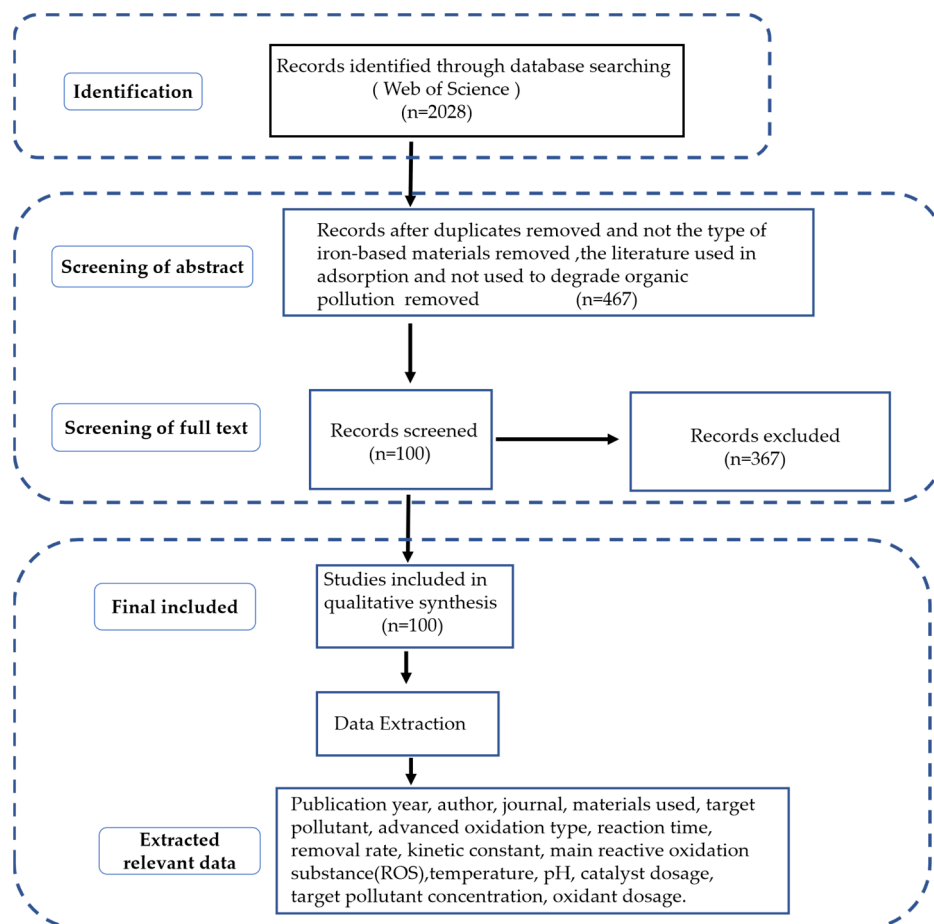 Identification
Records identified through database searching
( Web of Science )
(n=2028)
Screening of abstract
Records after duplicates removed and not the type of
iron-based materials removed ,the literature used in
adsorption and not used to degrade organic
pollution removed (n=467)
Screening of full text
Records screened
(n=100)
Records excluded
(n=367)
Final included
Studies included in
qualitative synthesis
(n=100)
Data Extraction
Extracted
relevant data
Publication year, author, journal, materials used, target
pollutant, advanced oxidation type, reaction time,
removal rate, kinetic constant, main reactive oxidation
substance(ROS),temperature, pH, catalyst dosage,
target pollutant concentration, oxidant dosage.